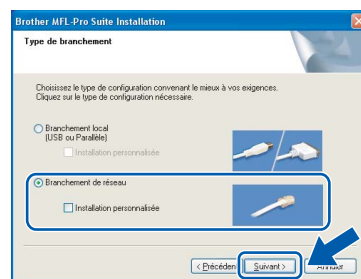 Brother MFL-Pro Suite Installation
Type de branchement
Choisissez le type de configuration convenant le mieux à vos exigences.
Cliquez sur le type de configuration nécessaire.
Branchement local
(USB ou Parallèle)
Installation personnalisée
Branchement de réseau
Installation personnalisée
< Précéden Suivant >